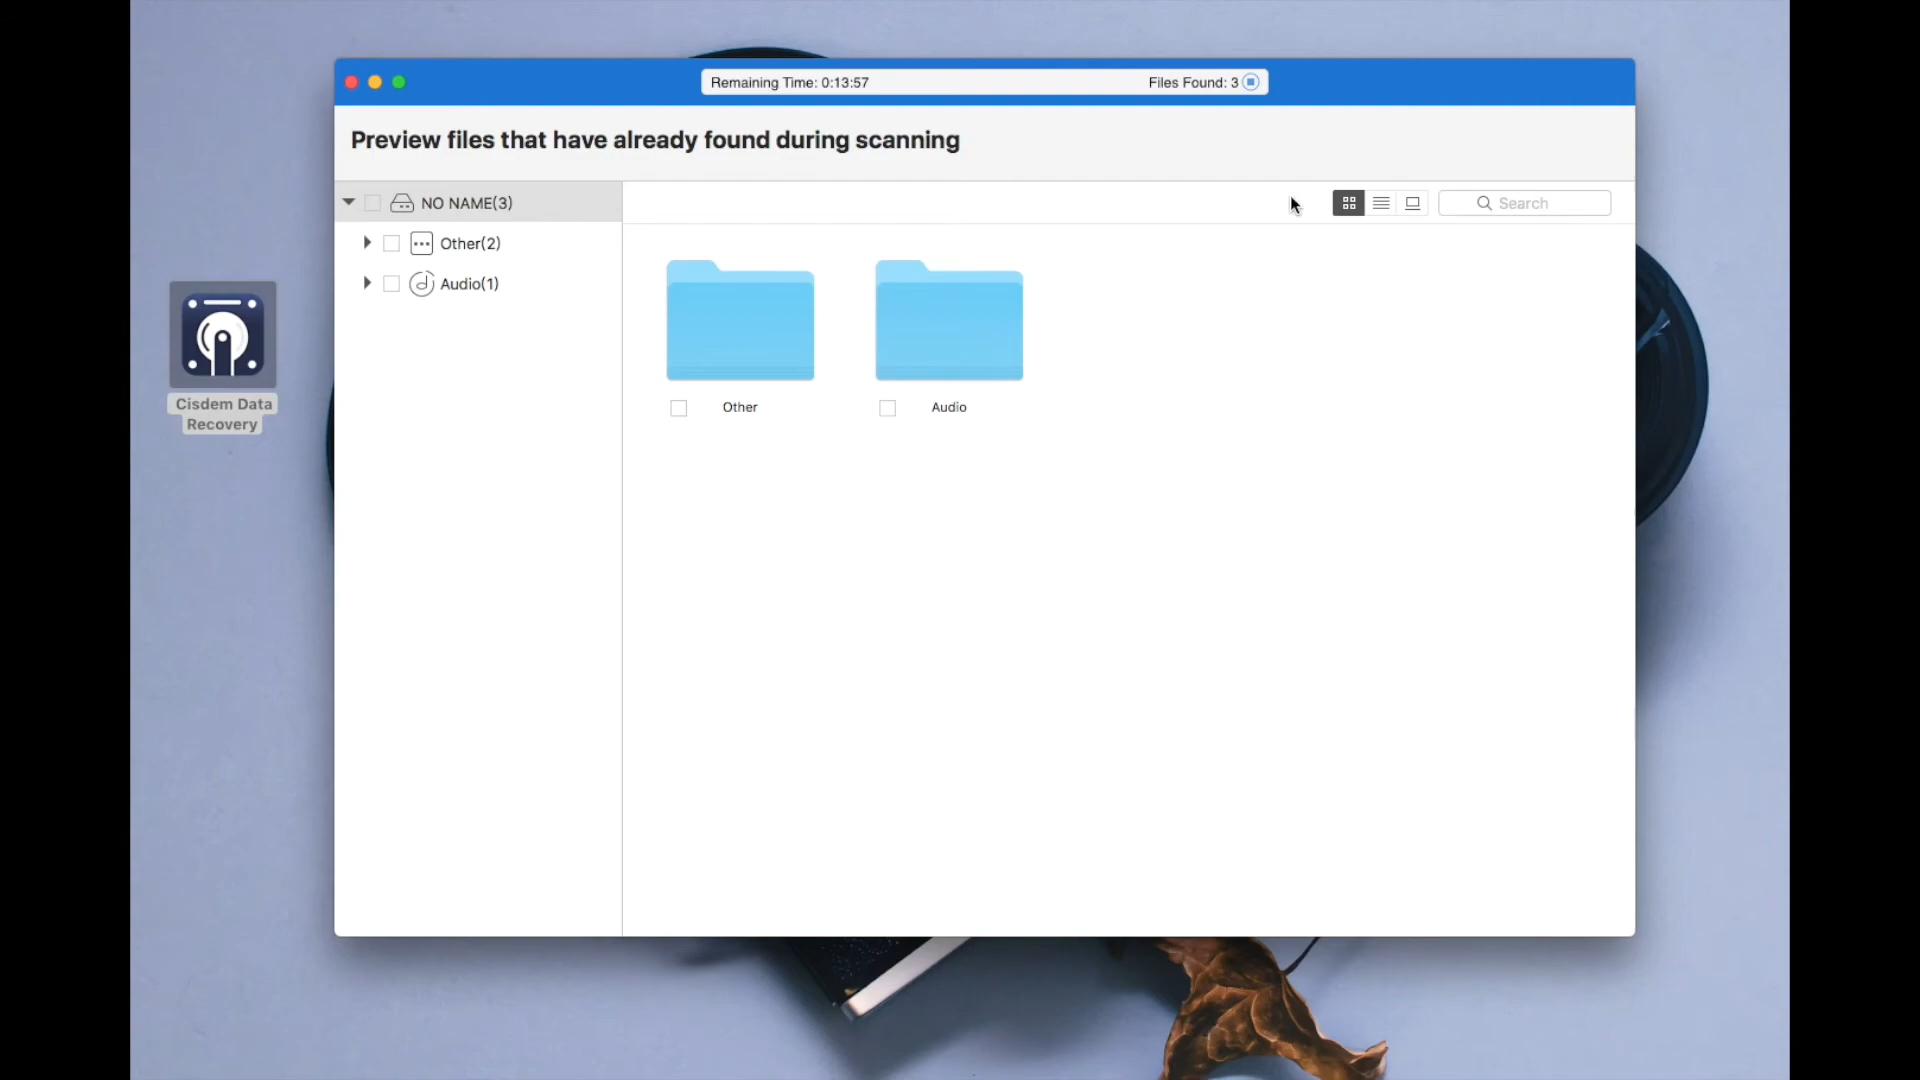 Remaining Time: 0:13:57 Files Found: 3
Preview files that have already found during scanning
NO NAME(3)
Search
Other(2)
Audio(1)
Other
Audio
Cisdem Data
Recovery